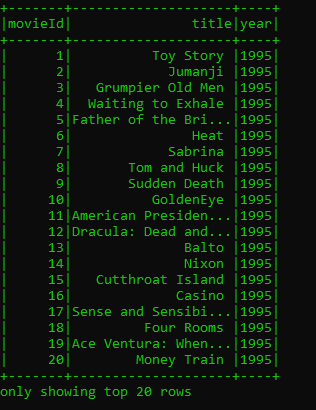 +-------+--------------------+----+
|movieId|               title|year|
+-------+--------------------+----+
|      1|           Toy Story|1995|
|      2|             Jumanji|1995|
|      3|    Grumpier Old Men|1995|
|      4|   Waiting to Exhale|1995|
|      5|Father of the Bri...|1995|
|      6|                Heat|1995|
|      7|             Sabrina|1995|
|      8|        Tom and Huck|1995|
|      9|        Sudden Death|1995|
|     10|           GoldenEye|1995|
|     11|American Presiden...|1995|
|     12|Dracula: Dead and...|1995|
|     13|               Balto|1995|
|     14|               Nixon|1995|
|     15|    Cutthroat Island|1995|
|     16|              Casino|1995|
|     17|Sense and Sensibi...|1995|
|     18|          Four Rooms|1995|
|     19|Ace Ventura: When...|1995|
|     20|         Money Train|1995|
+-------+--------------------+----+
only showing top 20 rows